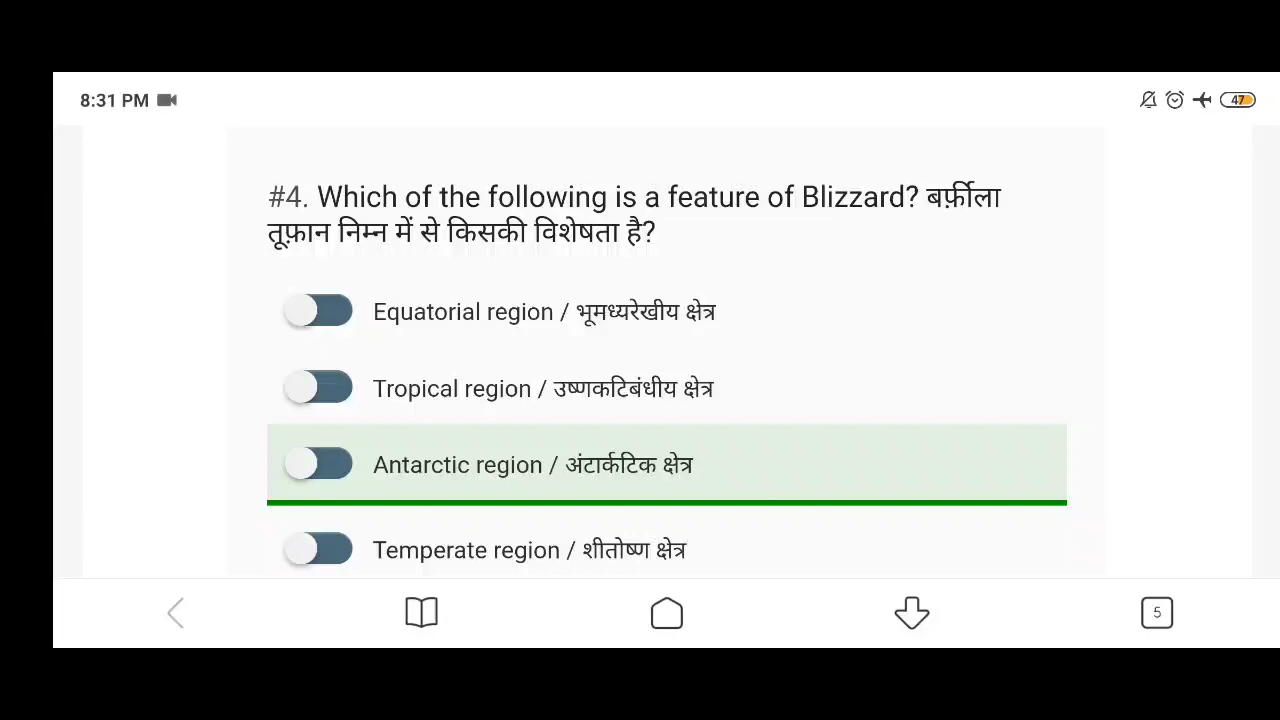 8:31 PM
47
#4. Which of the following is a feature of Blizzard? बर्फ़ीला
तूफ़ान निम्न में से किसकी विशेषता है?
Equatorial region / भूमध्यरेखीय क्षेत्र
Tropical region / उष्णकटिबंधीय क्षेत्र
Antarctic region / अंटार्कटिक क्षेत्र
Temperate region / शीतोष्ण क्षेत्र
5